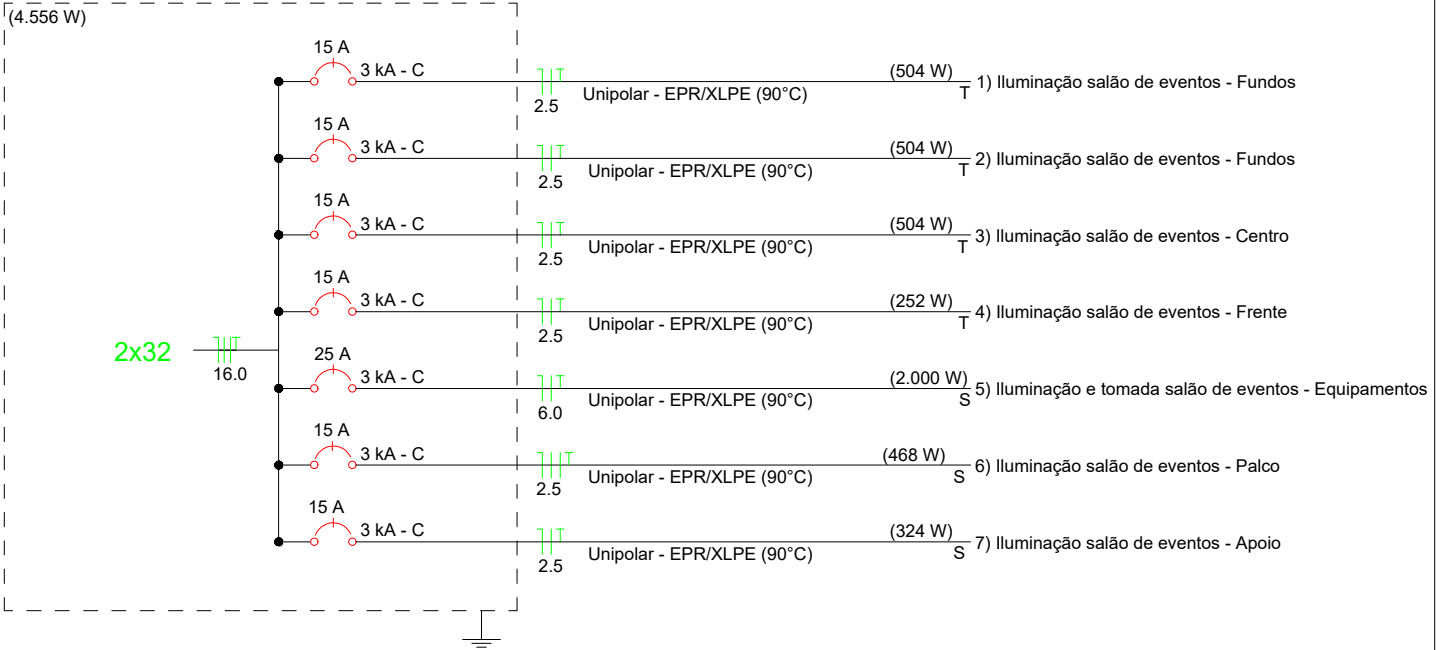 (4.556 W)
15 A
3 kA - C
2.5
Unipolar - EPR/XLPE (90°C)
(504 W)
T
1) Iluminação salão de eventos - Fundos
15 A
3 kA - C
2.5
Unipolar - EPR/XLPE (90°C)
(504 W)
T
2) Iluminação salão de eventos - Fundos
15 A
3 kA - C
2.5
Unipolar - EPR/XLPE (90°C)
(504 W)
T
3) Iluminação salão de eventos - Centro
15 A
3 kA - C
2.5
Unipolar - EPR/XLPE (90°C)
(252 W)
T
4) Iluminação salão de eventos - Frente
2x32
16.0
25 A
3 kA - C
6.0
Unipolar - EPR/XLPE (90°C)
(2.000 W)
S
5) Iluminação e tomada salão de eventos - Equipamentos
15 A
3 kA - C
2.5
Unipolar - EPR/XLPE (90°C)
(468 W)
S
6) Iluminação salão de eventos - Palco
15 A
3 kA - C
2.5
Unipolar - EPR/XLPE (90°C)
(324 W)
S
7) Iluminação salão de eventos - Apoio